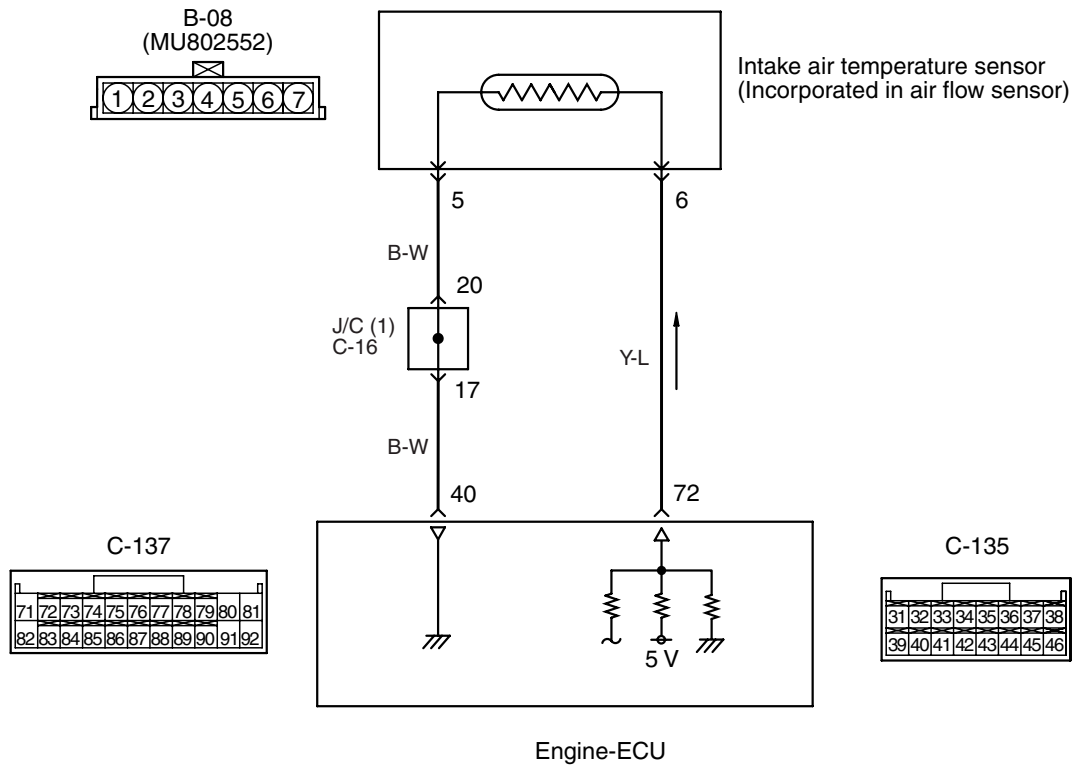 B-08
(MU802552)
1 2 3 4 5 6 7
Intake air temperature sensor
(Incorporated in air flow sensor)
5
6
B-W
20
J/C (1)
C-16
Y-L
17
B-W
40
72
C-137
71 72 73 74 75 76 77 78 79 80 81
82 83 84 85 86 87 88 89 90 91 92
5 V
C-135
31 32 33 34 35 36 37 38
39 40 41 42 43 44 45 46
Engine-ECU